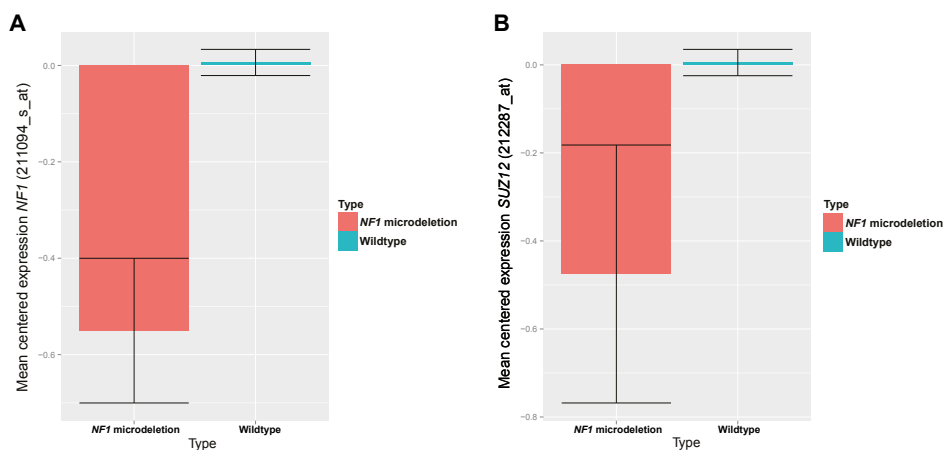 A
Mean centered expression NF1 (211094_s_at)
0.0
−0.2
−0.4
−0.6
NF1 microdeletion
Wildtype
Type
Type
NF1 microdeletion
Wildtype
B
Mean centered expression SUZ12 (212287_at)
0.0
−0.2
−0.4
−0.6
−0.8
NF1 microdeletion
Wildtype
Type
Type
NF1 microdeletion
Wildtype